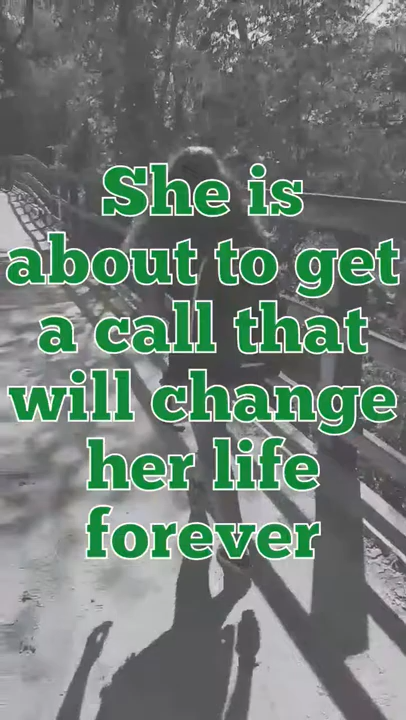 She is
about to get
a call that
will change
her life
forever